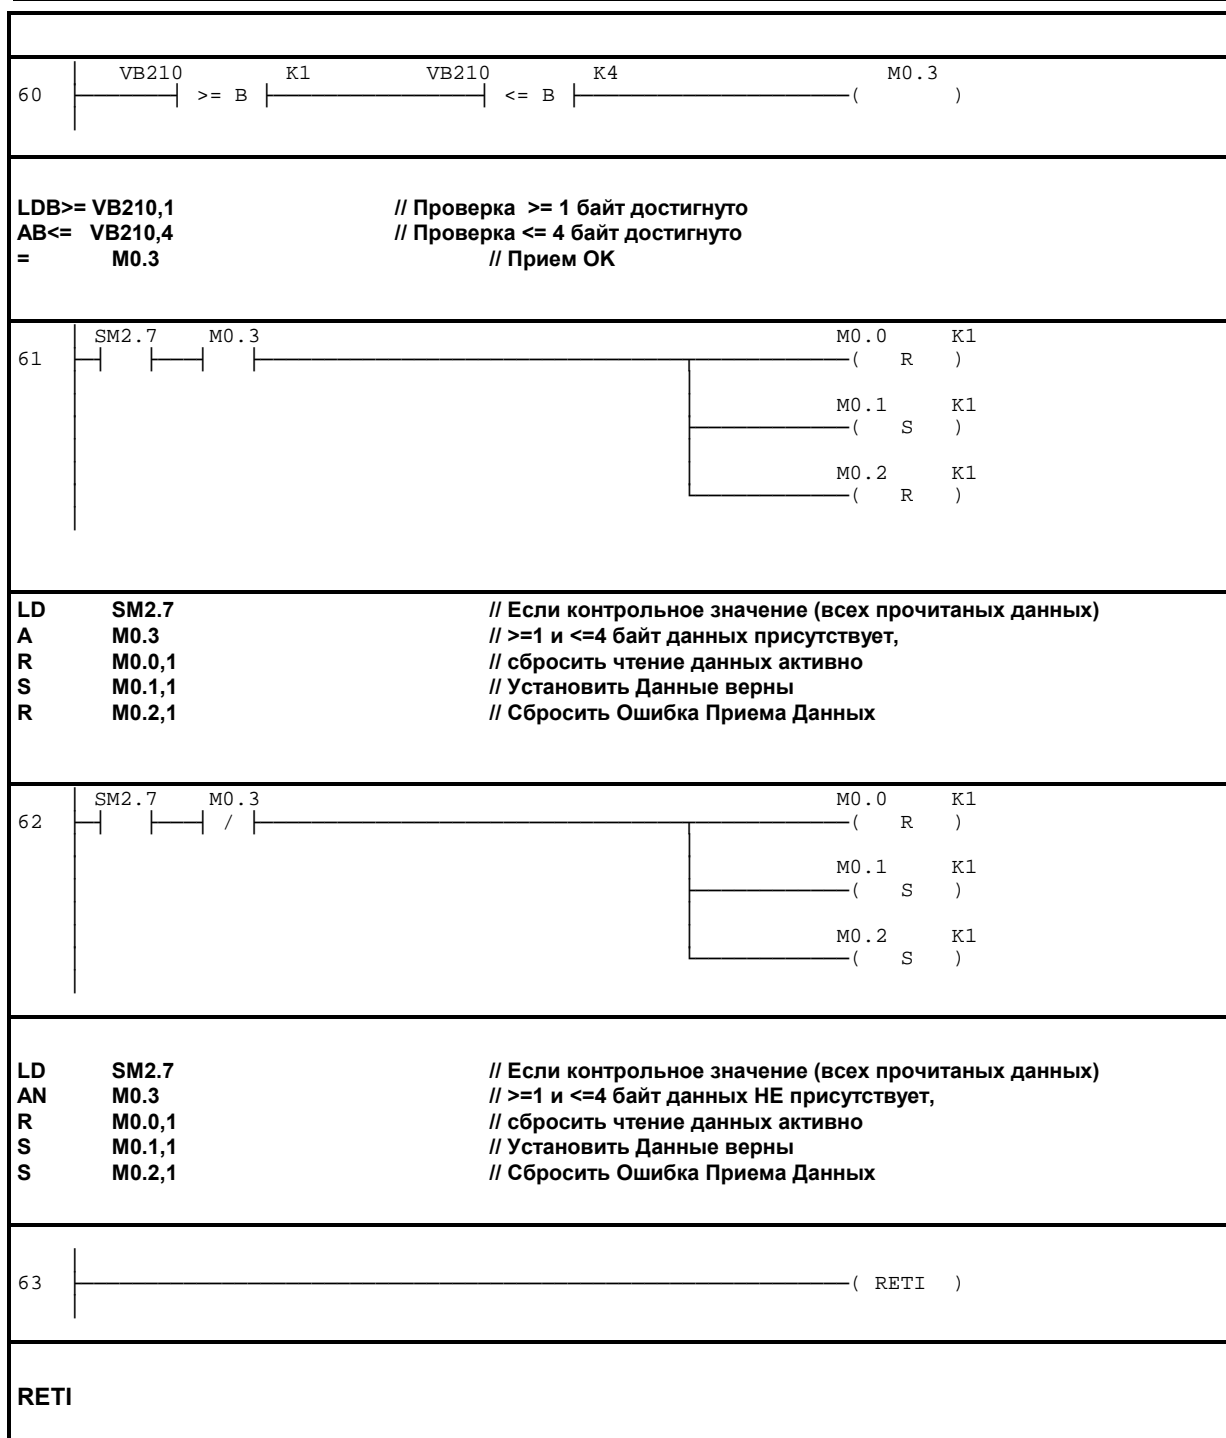 VB210 K1 VB210 K4 M0.3
60 >= B <= B ( )
LDB>= VB210,1 // Проверка >= 1 байт достигнуто
AB<= VB210,4 // Проверка <= 4 байт достигнуто
= M0.3 // Прием OK
SM2.7 M0.3 M0.0 K1
61 ( R )
M0.1 K1
( S )
M0.2 K1
( R )
LD SM2.7 // Если контрольное значение (всех прочитаных данных)
A M0.3 // >=1 и <=4 байт данных присутствует,
R M0.0,1 // сбросить чтение данных активно
S M0.1,1 // Установить Данные верны
R M0.2,1 // Сбросить Ошибка Приема Данных
SM2.7 M0.3 M0.0 K1
62 / ( R )
M0.1 K1
( S )
M0.2 K1
( S )
LD SM2.7 // Если контрольное значение (всех прочитаных данных)
AN M0.3 // >=1 и <=4 байт данных НЕ присутствует,
R M0.0,1 // сбросить чтение данных активно
S M0.1,1 // Установить Данные верны
S M0.2,1 // Сбросить Ошибка Приема Данных
63 ( RETI )
RETI